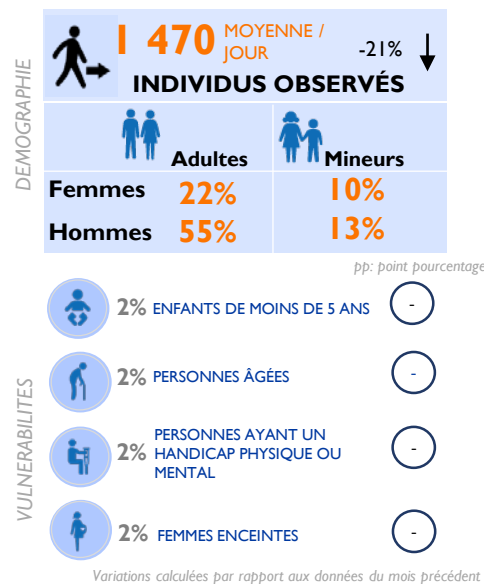 DEMOGRAPHIE
1 470 MOYENNE /
JOUR
-21%
INDIVIDUS OBSERVÉS
Adultes Mineurs
Femmes 22% 10%
Hommes 55% 13%
pp: point pourcentage
VULNERABILITES
2% ENFANTS DE MOINS DE 5 ANS -
2% PERSONNES ÂGÉES -
2% PERSONNES AYANT UN
HANDICAP PHYSIQUE OU
MENTAL -
2% FEMMES ENCEINTES -
Variations calculées par rapport aux données du mois précédent